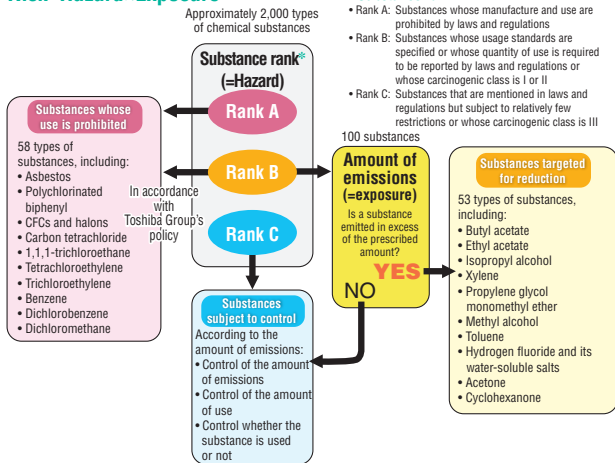 Approximately 2,000 types
of chemical substances
• Rank A: Substances whose manufacture and use are
prohibited by laws and regulations
• Rank B: Substances whose usage standards are
specified or whose quantity of use is required
to be reported by laws and regulations or
whose carcinogenic class is I or II
• Rank C: Substances that are mentioned in laws and
regulations but subject to relatively few
restrictions or whose carcinogenic class is III
Substance rank*
(=Hazard)
Rank A
Rank B
Rank C
Substances whose
use is prohibited
58 types of
substances, including:
• Asbestos
• Polychlorinated
biphenyl
• CFCs and halons
• Carbon tetrachloride
• 1,1,1-trichloroethane
• Tetrachloroethylene
• Trichloroethylene
• Benzene
• Dichlorobenzene
• Dichloromethane
In accordance
with
Toshiba Group's
policy
100 substances
Amount of
emissions
(=exposure)
Is a substance
emitted in excess
of the prescribed
amount?
YES
NO
Substances targeted
for reduction
53 types of substances,
including:
• Butyl acetate
• Ethyl acetate
• Isopropyl alcohol
• Xylene
• Propylene glycol
monomethyl ether
• Methyl alcohol
• Toluene
• Hydrogen fluoride and its
water-soluble salts
• Acetone
• Cyclohexanone
Substances
subject to control
According to the
amount of emissions:
• Control of the amount
of emissions
• Control of the amount
of use
• Control whether the
substance is used
or not